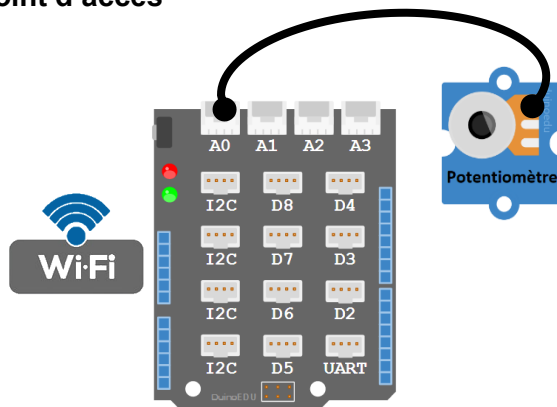 oint d'accès
A0 A1 A2 A3
I2C D8 D4
I2C D7 D3
I2C D6 D2
I2C D5 UART
DuinoEDU
Wi-Fi
Potentiomètre